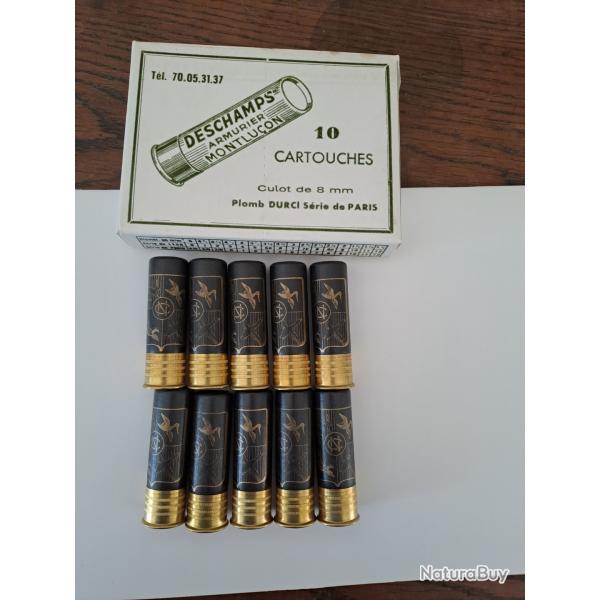 Tél. 70.05.31.37
DESCHAMPS
ARMURIER
MONTLUÇON
10
CARTOUCHES
Culot de 8 mm
Plomb DURCI Série de PARIS
NaturaBuy